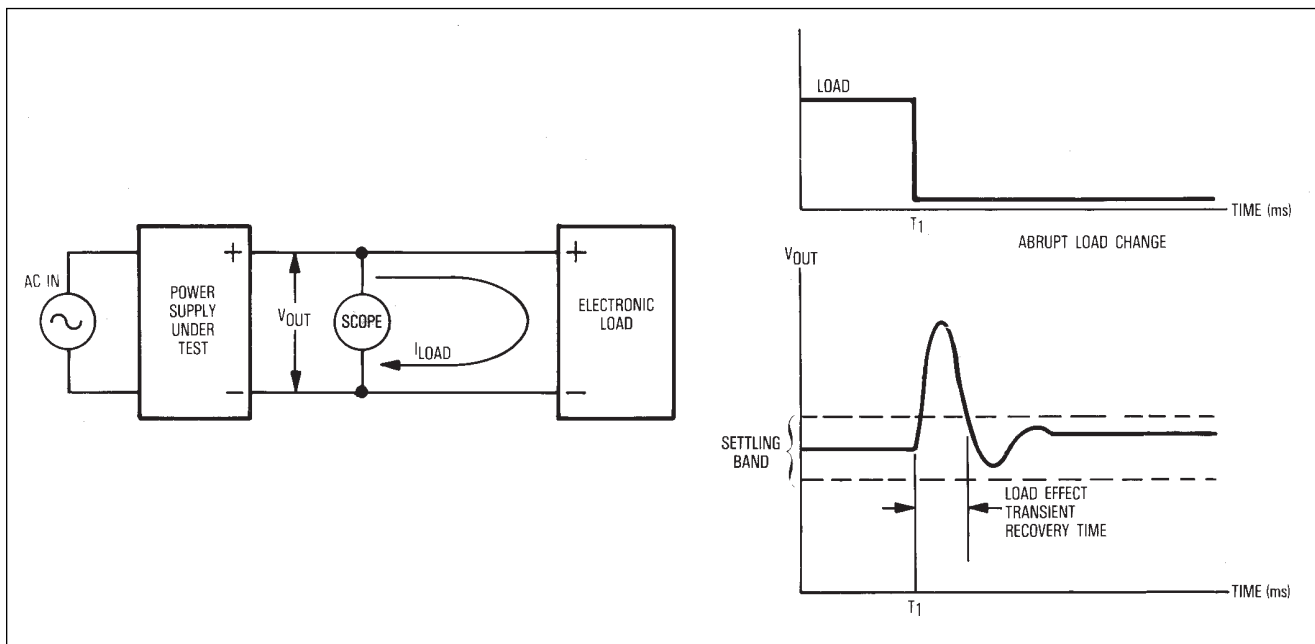 AC IN
POWER
SUPPLY
UNDER
TEST
+
−
VOUT
SCOPE
ILOAD
+
−
ELECTRONIC
LOAD
LOAD
T1
TIME (ms)
ABRUPT LOAD CHANGE
VOUT
SETTLING
BAND
LOAD EFFECT
TRANSIENT
RECOVERY TIME
T1
TIME (ms)